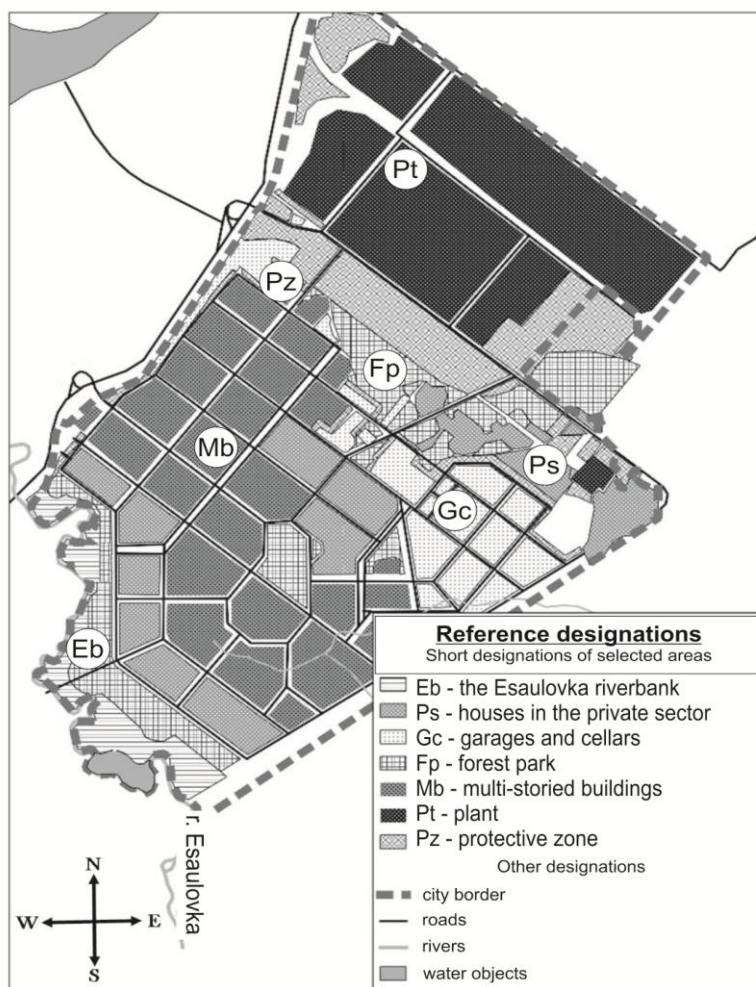 Pt
Pz
Fp
Mb
Ps
Gc
Eb
Reference designations
Short designations of selected areas
Eb - the Esaulovka riverbank
Ps - houses in the private sector
Gc - garages and cellars
Fp - forest park
Mb - multi-storied buildings
Pt - plant
Pz - protective zone
Other designations
city border
roads
rivers
water objects
r. Esaulovka
N
W E
S